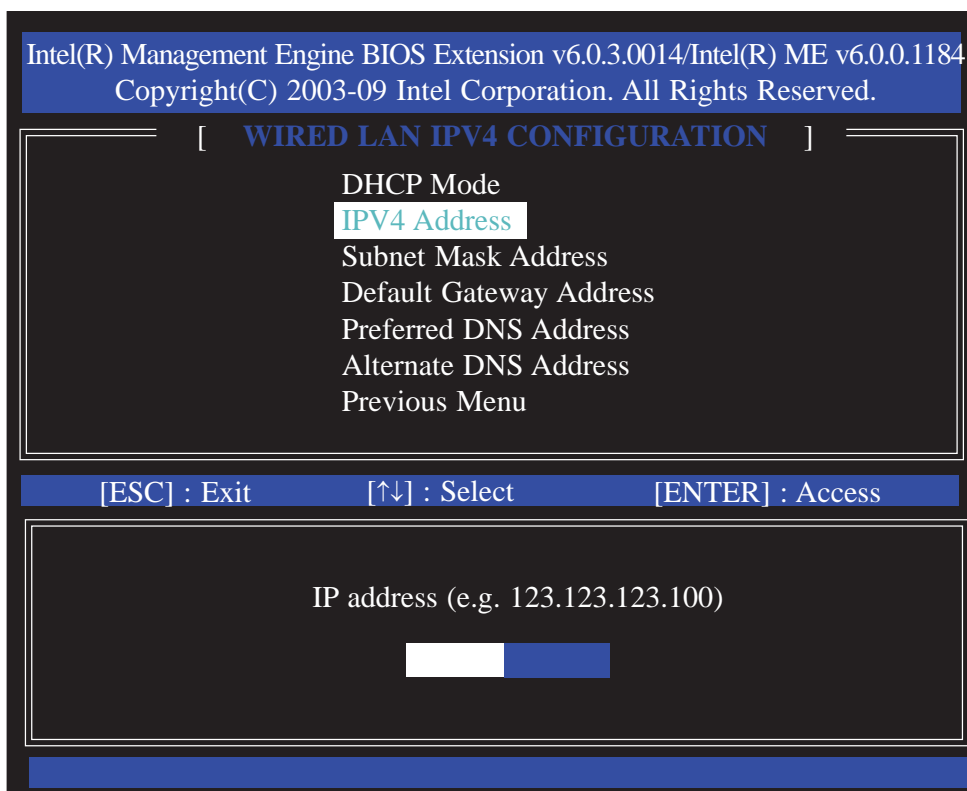 Intel(R) Management Engine BIOS Extension v6.0.3.0014/Intel(R) ME v6.0.0.1184
Copyright(C) 2003-09 Intel Corporation. All Rights Reserved.
[ WIRED LAN IPV4 CONFIGURATION ]
DHCP Mode
IPV4 Address
Subnet Mask Address
Default Gateway Address
Preferred DNS Address
Alternate DNS Address
Previous Menu
[ESC] : Exit [↑↓] : Select [ENTER] : Access
IP address (e.g. 123.123.123.100)